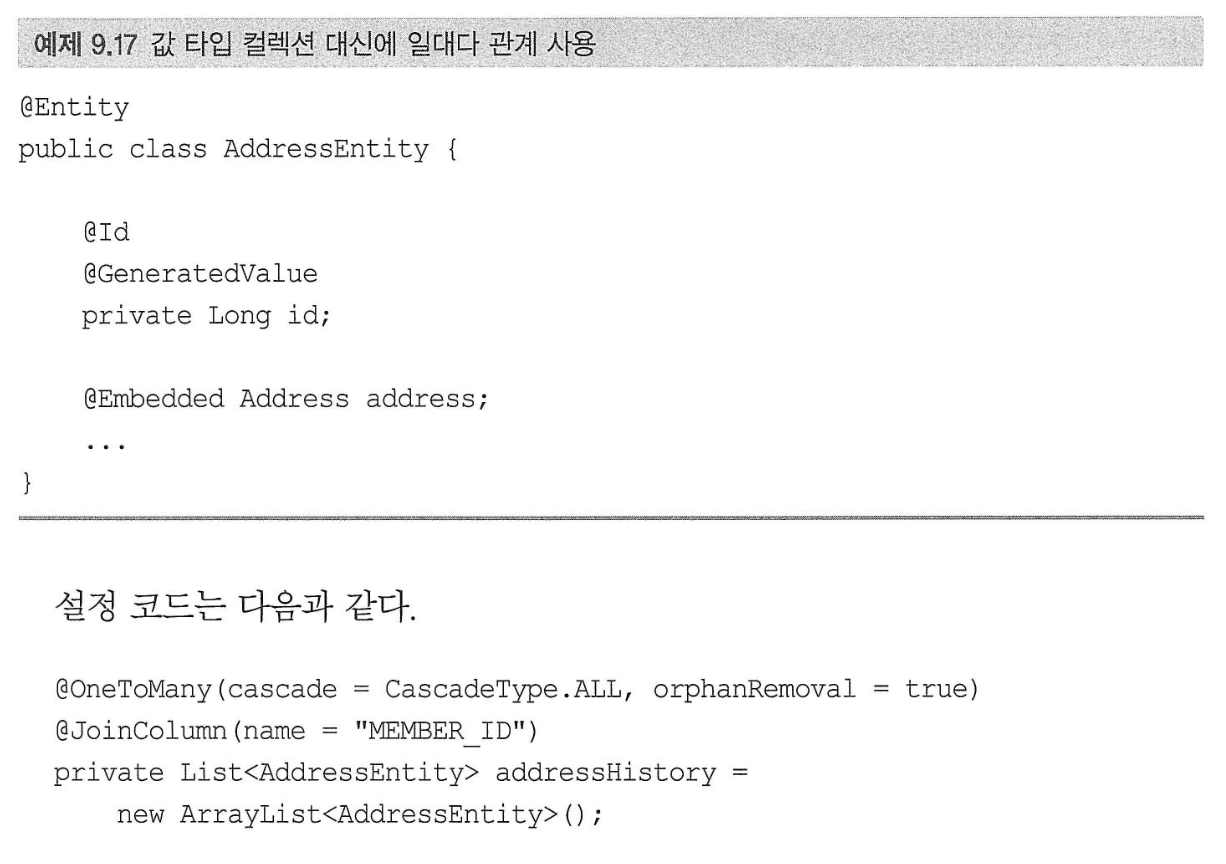 예제 9.17 값 타입 컬렉션 대신에 일대다 관계 사용
@Entity
public class AddressEntity {
    @Id
    @GeneratedValue
    private Long id;
    @Embedded Address address;
    ...
}
설정 코드는 다음과 같다.
@OneToMany(cascade = CascadeType.ALL, orphanRemoval = true)
@JoinColumn(name = "MEMBER_ID")
private List<AddressEntity> addressHistory =
    new ArrayList<AddressEntity>();